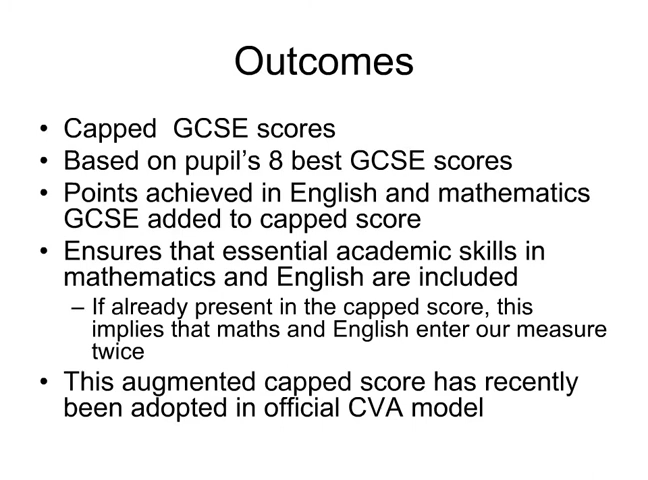 Outcomes
• Capped  GCSE scores
• Based on pupil's 8 best GCSE scores
• Points achieved in English and mathematics
GCSE added to capped score
• Ensures that essential academic skills in
mathematics and English are included
– If already present in the capped score, this
implies that maths and English enter our measure
twice
• This augmented capped score has recently
been adopted in official CVA model